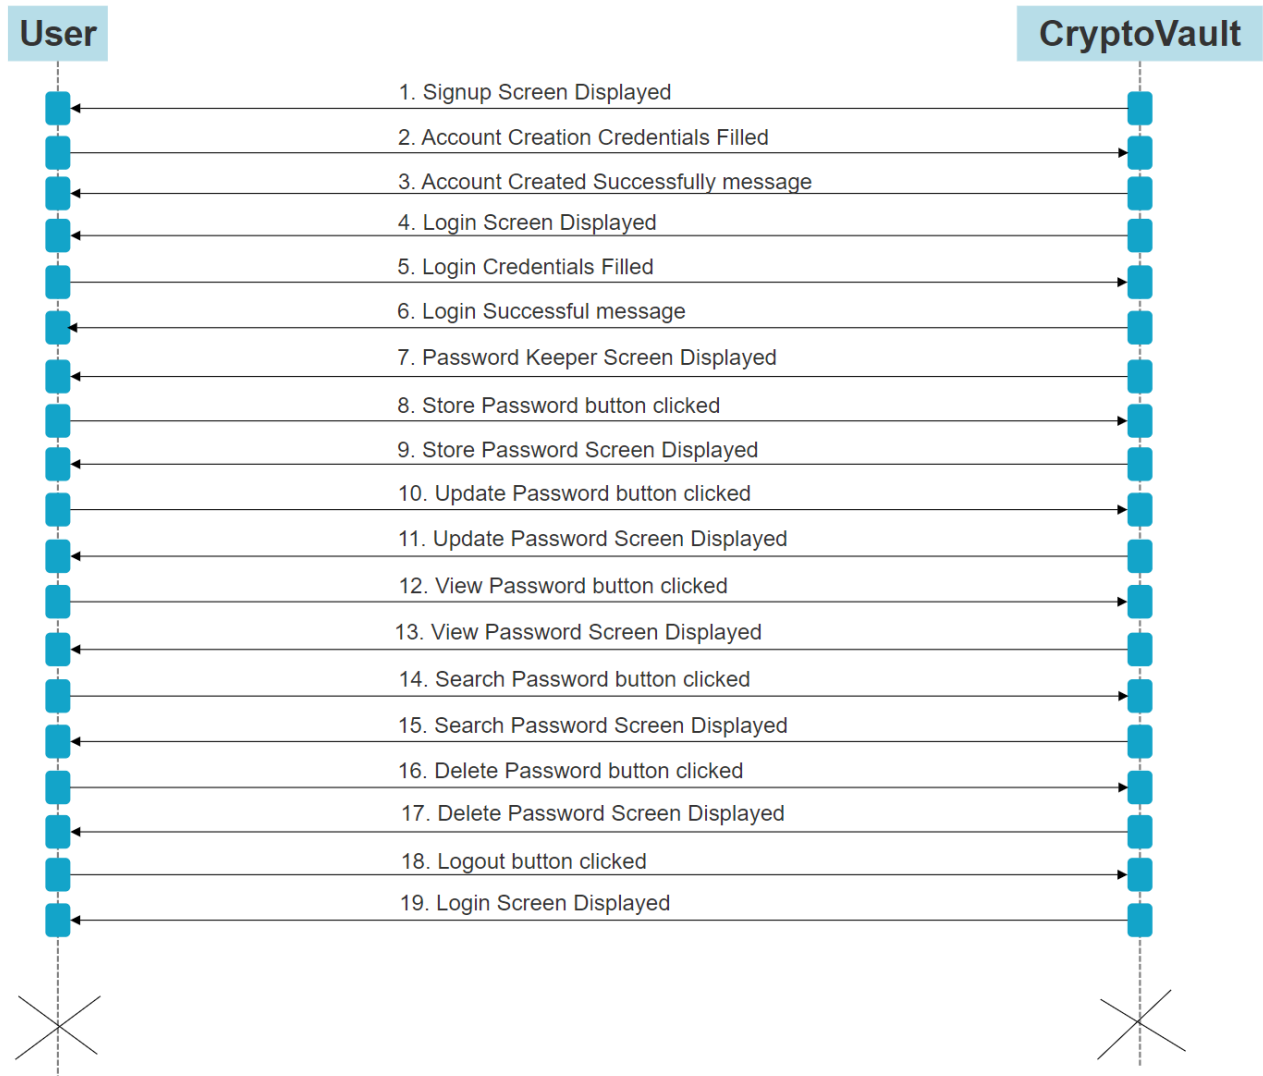 User
CryptoVault
1. Signup Screen Displayed
2. Account Creation Credentials Filled
3. Account Created Successfully message
4. Login Screen Displayed
5. Login Credentials Filled
6. Login Successful message
7. Password Keeper Screen Displayed
8. Store Password button clicked
9. Store Password Screen Displayed
10. Update Password button clicked
11. Update Password Screen Displayed
12. View Password button clicked
13. View Password Screen Displayed
14. Search Password button clicked
15. Search Password Screen Displayed
16. Delete Password button clicked
17. Delete Password Screen Displayed
18. Logout button clicked
19. Login Screen Displayed